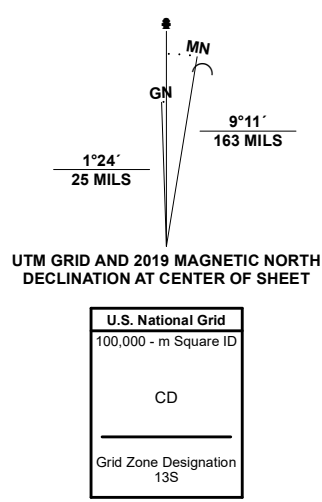 MN
GN
9°11´
163 MILS
1°24´
25 MILS
UTM GRID AND 2019 MAGNETIC NORTH
DECLINATION AT CENTER OF SHEET
U.S. National Grid
100,000 - m Square ID
CD
Grid Zone Designation
13S